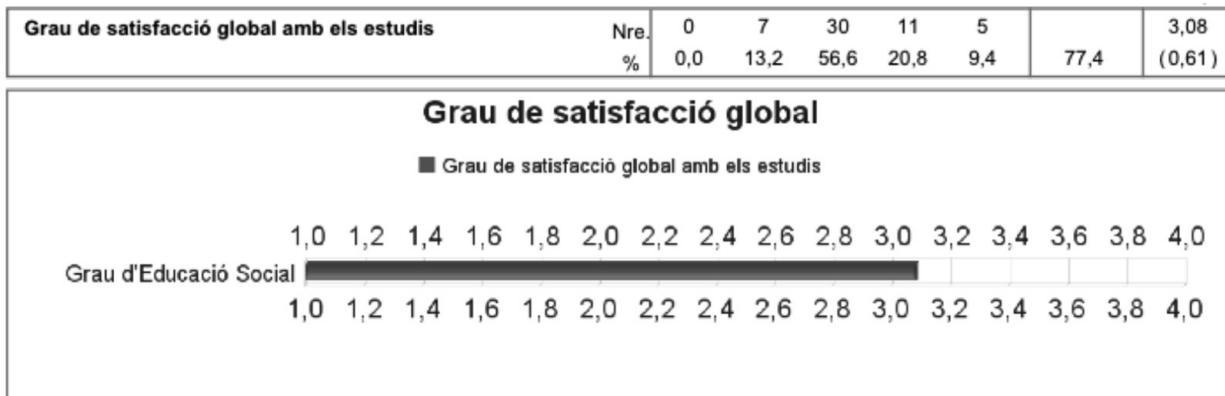 Grau de satisfacció global amb els estudis Nre. 0 7 30 11 5 3,08
% 0,0 13,2 56,6 20,8 9,4 77,4 (0,61)
Grau de satisfacció global
Grau de satisfacció global amb els estudis
1,0 1,2 1,4 1,6 1,8 2,0 2,2 2,4 2,6 2,8 3,0 3,2 3,4 3,6 3,8 4,0
Grau d'Educació Social
1,0 1,2 1,4 1,6 1,8 2,0 2,2 2,4 2,6 2,8 3,0 3,2 3,4 3,6 3,8 4,0